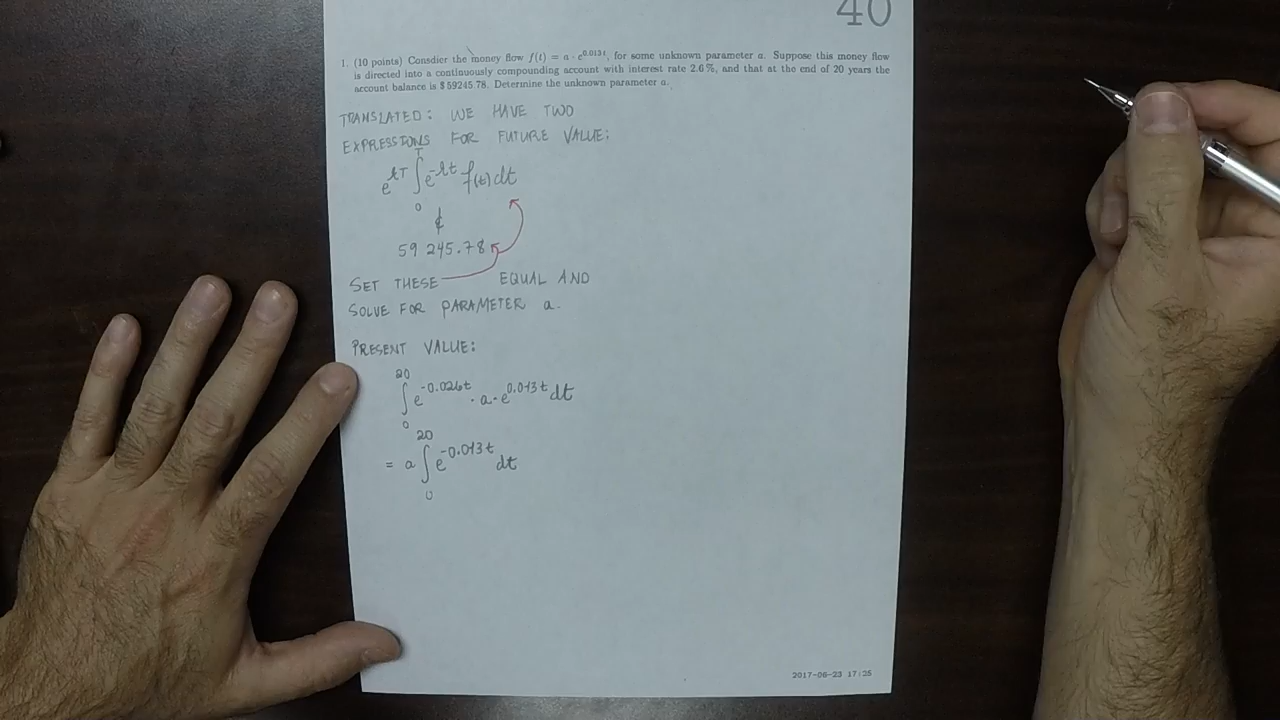 40
1. (10 points) Consdier the money flow f(t) = a · e^{0.013t}, for some unknown parameter a. Suppose this money flow
is directed into a continuously compounding account with interest rate 2.6%, and that at the end of 20 years the
account balance is $59245.78. Determine the unknown parameter a.
TRANSLATED: WE HAVE TWO
EXPRESSIONS FOR FUTURE VALUE:
e^{rT} ∫_0^T e^{-rt} f(t) dt
&
59 245.78
SET THESE EQUAL AND
SOLVE FOR PARAMETER a.
PRESENT VALUE:
∫_0^{20} e^{-0.026t} · a · e^{0.013t} dt
= a ∫_0^{20} e^{-0.013t} dt
2017-06-23 17:25